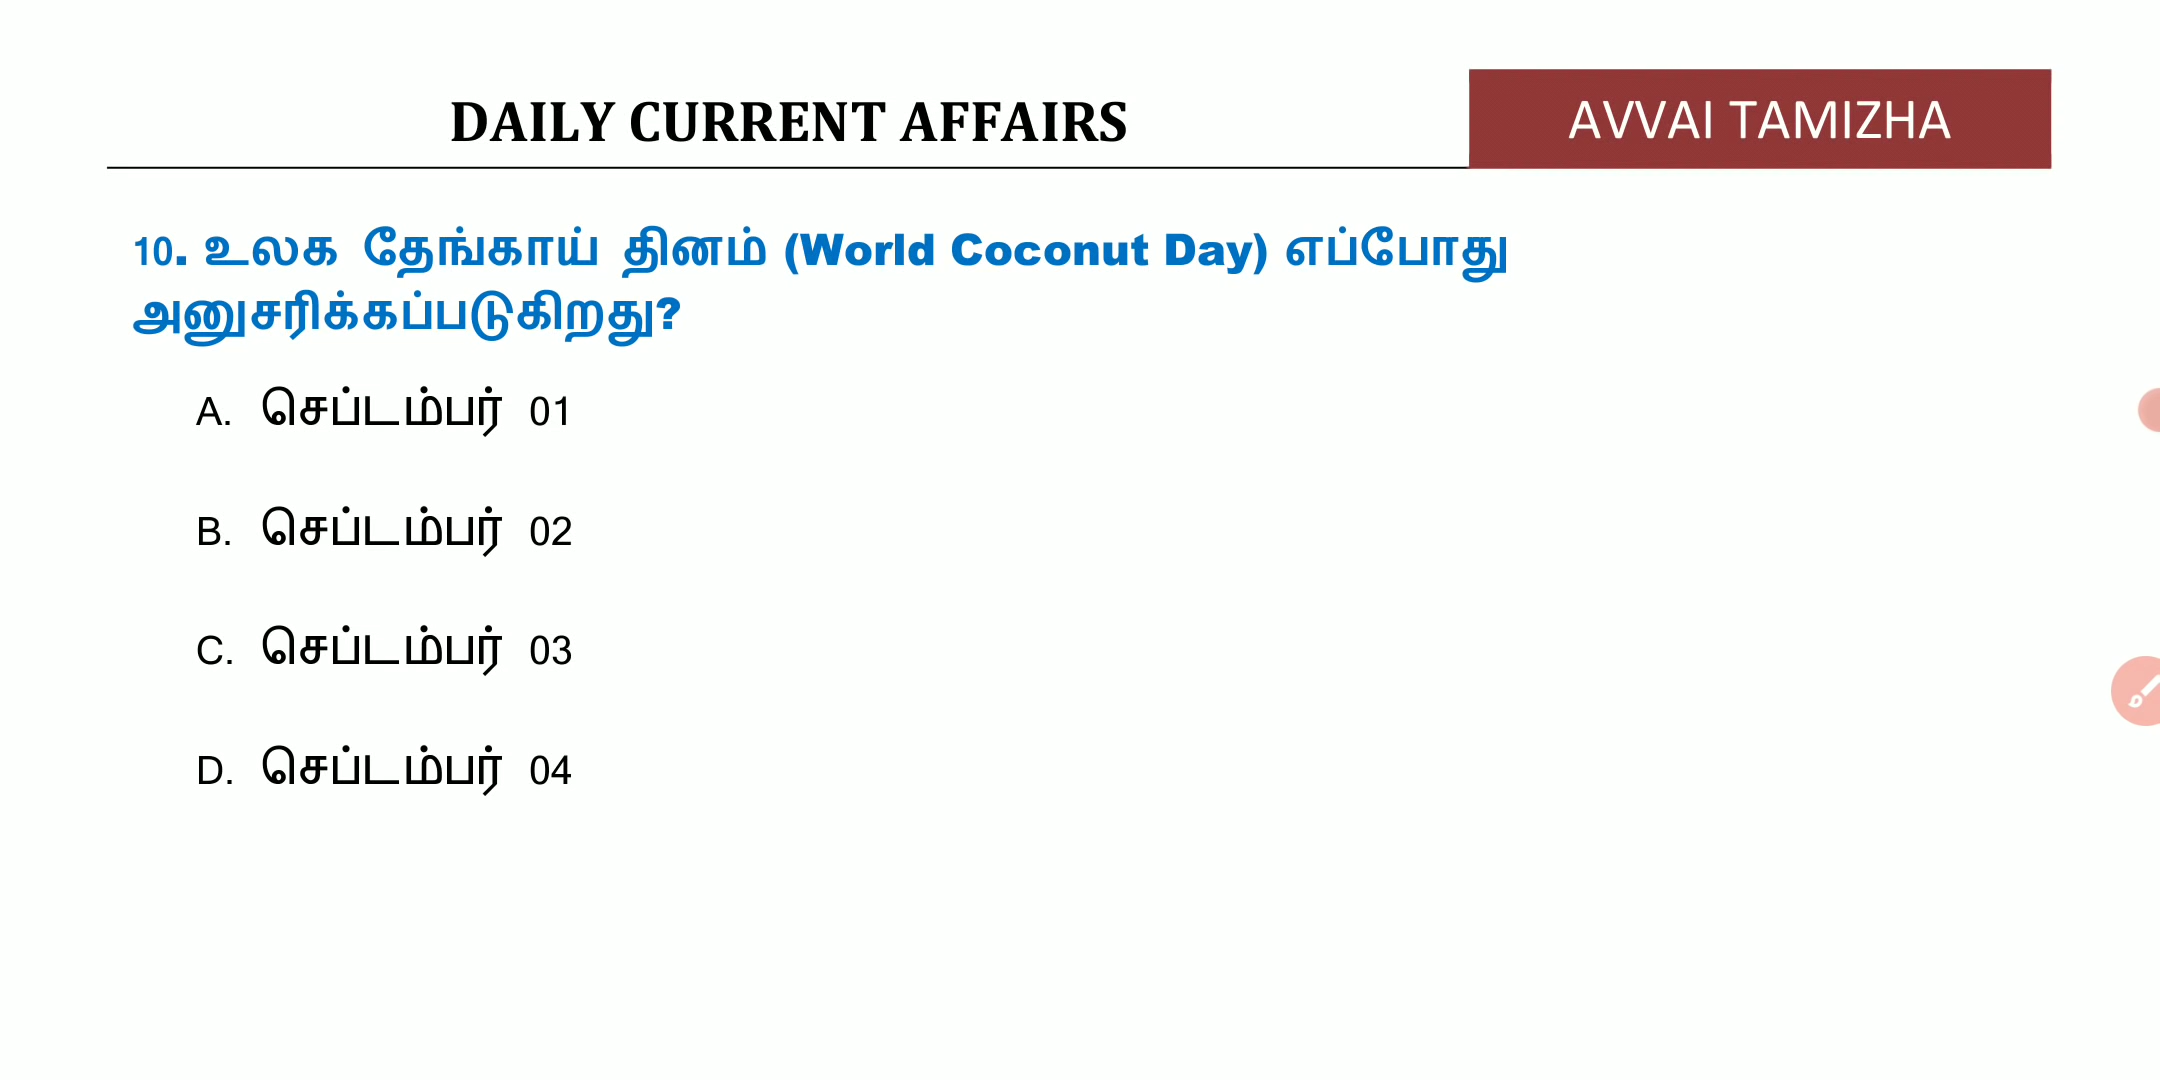 DAILY CURRENT AFFAIRS
AVVAI TAMIZHA
10. உலக தேங்காய் தினம் (World Coconut Day) எப்போது
அனுசரிக்கப்படுகிறது?
A. செப்டம்பர் 01
B. செப்டம்பர் 02
C. செப்டம்பர் 03
D. செப்டம்பர் 04